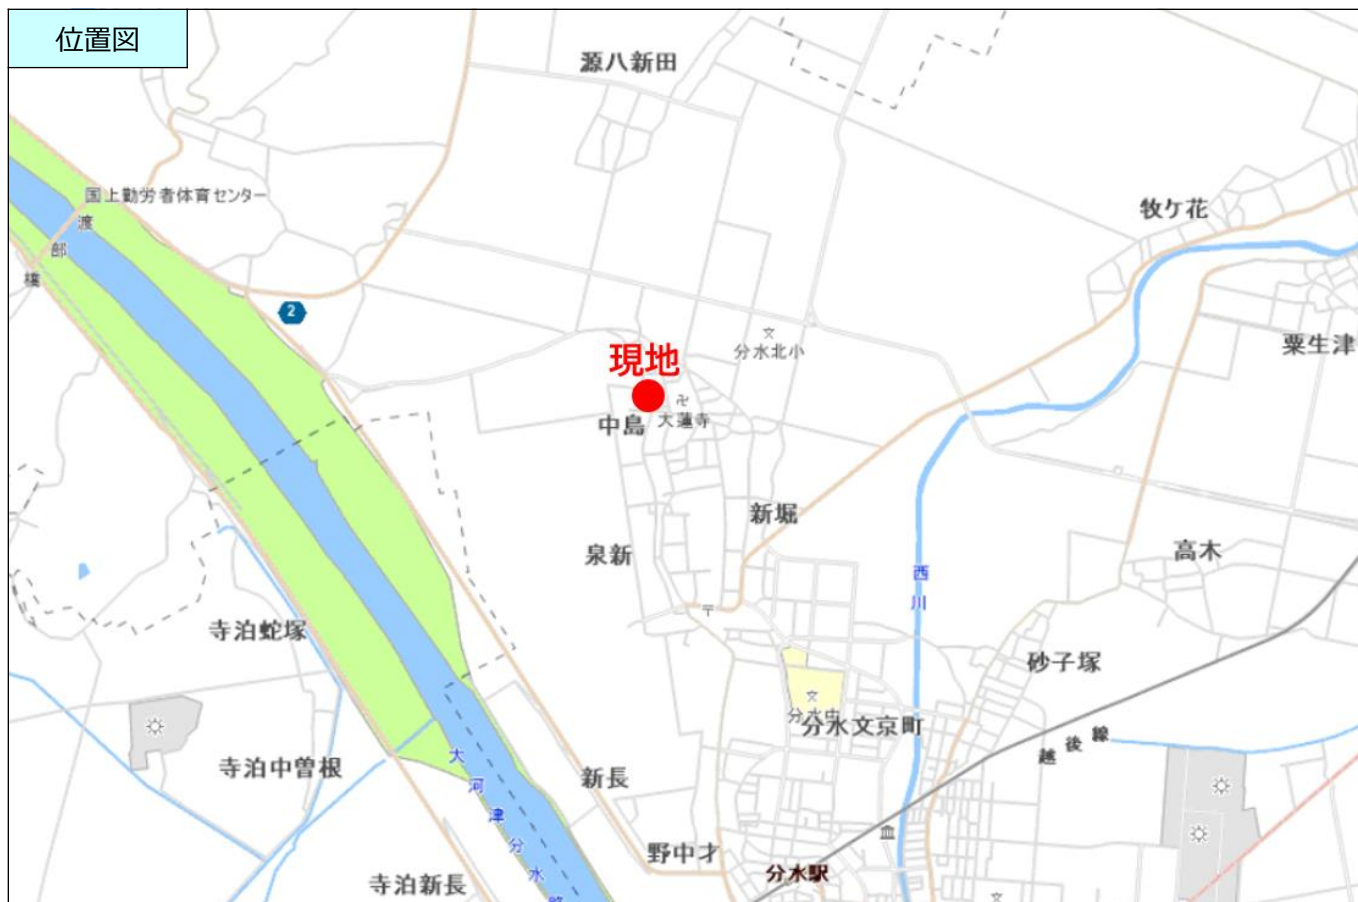 位置図
源八新田
国上勤労者体育センター
渡部橋
牧ケ花
2
分水北小
粟生津
現地
大蓮寺
中島
新堀
泉新
高木
西川
寺泊蛇塚
砂子塚
分水中
分水文京町
越後線
寺泊中曽根
新長
大河津分水路
野中才
分水駅
寺泊新長